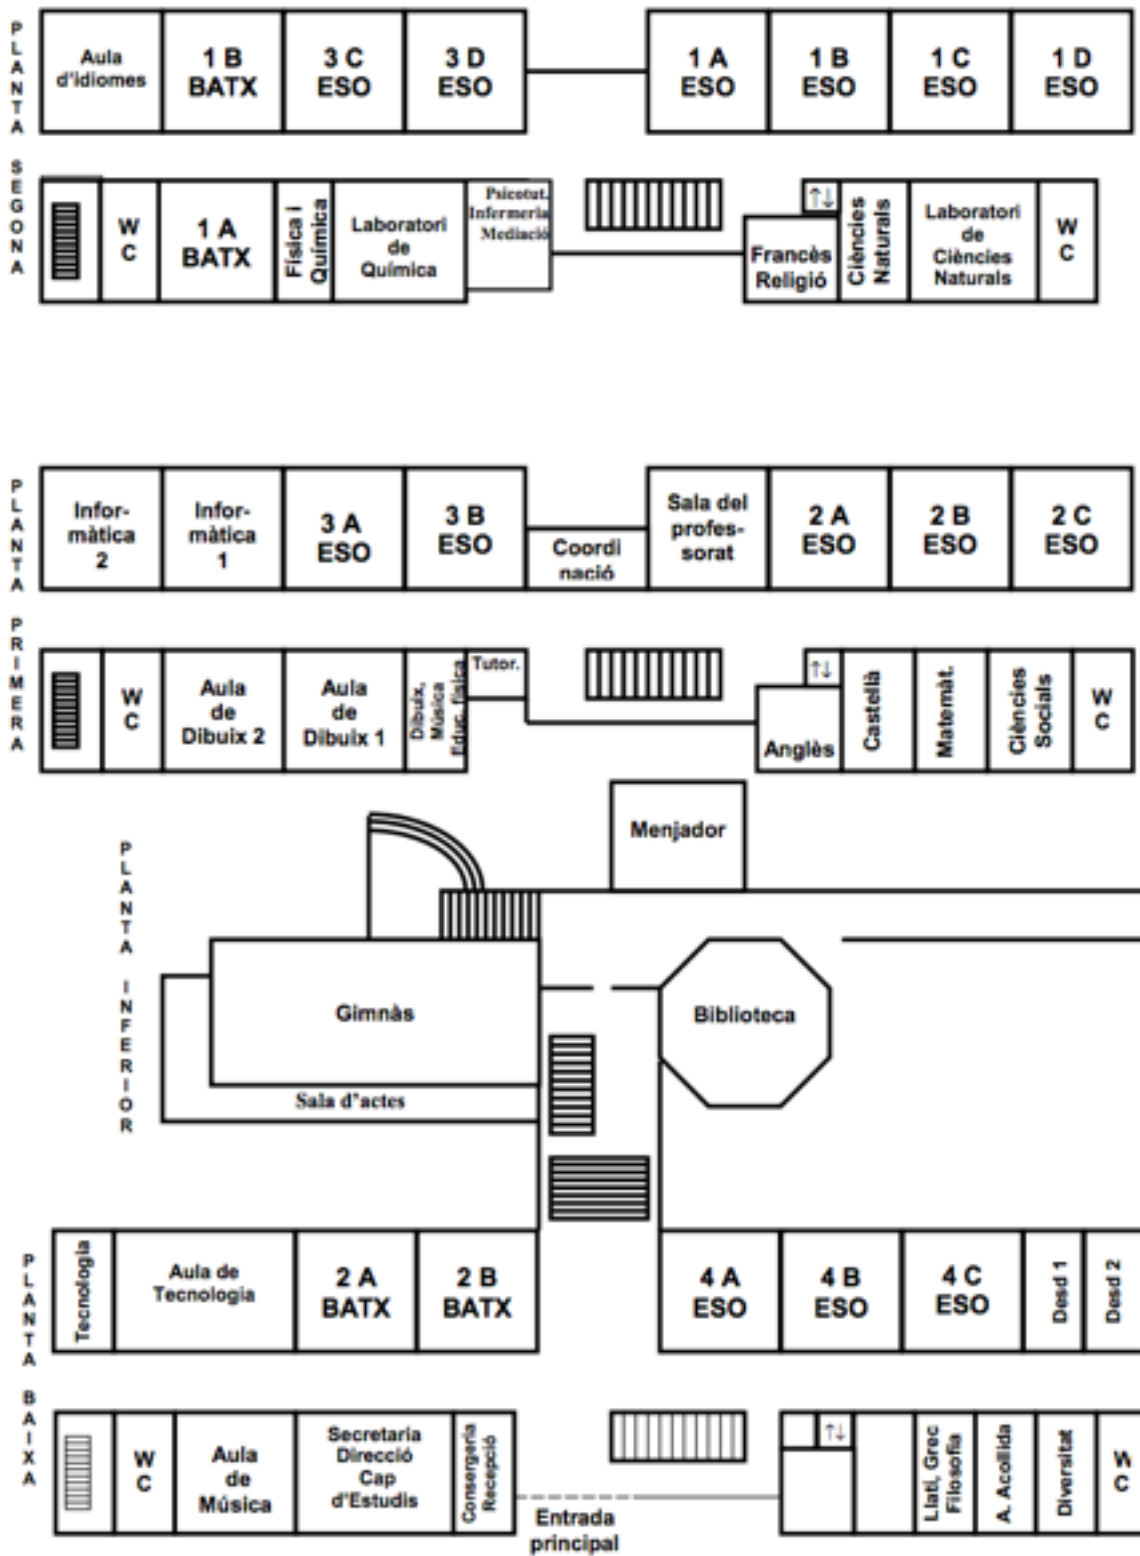 PLANTA SEGONA
Aula
d'idiomes
1 B
BATX
3 C
ESO
3 D
ESO
1 A
ESO
1 B
ESO
1 C
ESO
1 D
ESO
WC
1 A
BATX
Física i
Química
Laboratori
de
Química
Psicotut.
Infermeria
Mediació
↑↓
Francès
Religió
Ciències
Naturals
Laboratori
de
Ciències
Naturals
WC
PLANTA PRIMERA
Infor-
màtica
2
Infor-
màtica
1
3 A
ESO
3 B
ESO
Coordi
nació
Sala del
profes-
sorat
2 A
ESO
2 B
ESO
2 C
ESO
WC
Aula
de
Dibuix 2
Aula
de
Dibuix 1
Dibuix,
Música
Educ. física
Tutor.
↑↓
Anglès
Castellà
Matemàt.
Ciències
Socials
WC
PLANTA INFERIOR
Menjador
Gimnàs
Biblioteca
Sala d'actes
PLANTA BAIXA
Tecnologia
Aula de
Tecnologia
2 A
BATX
2 B
BATX
4 A
ESO
4 B
ESO
4 C
ESO
Desd 1
Desd 2
WC
Aula
de
Música
Secretaria
Direcció
Cap
d'Estudis
Consergeria
Recepció
Entrada
principal
↑↓
Llatí, Grec
Filosofia
A. Acollida
Diversitat
WC